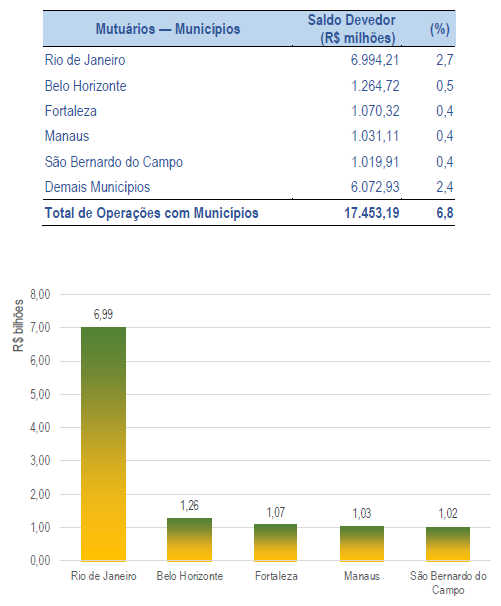 Mutuários — Municípios Saldo Devedor (R$ milhões) (%)
Rio de Janeiro 6.994,21 2,7
Belo Horizonte 1.264,72 0,5
Fortaleza 1.070,32 0,4
Manaus 1.031,11 0,4
São Bernardo do Campo 1.019,91 0,4
Demais Municípios 6.072,93 2,4
Total de Operações com Municípios 17.453,19 6,8
R$ bilhões
8,00
7,00
6,00
5,00
4,00
3,00
2,00
1,00
0,00
6,99
1,26
1,07
1,03
1,02
Rio de Janeiro
Belo Horizonte
Fortaleza
Manaus
São Bernardo do
Campo